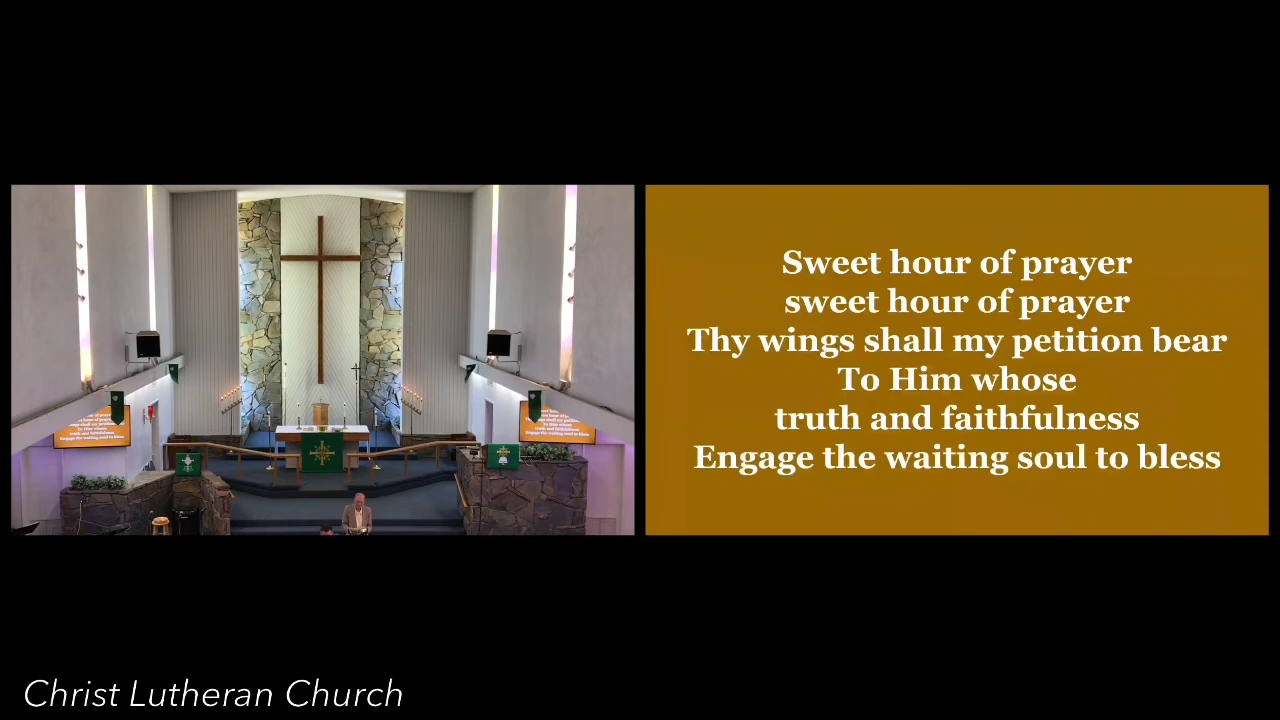 Sweet hour of prayer
sweet hour of prayer
Thy wings shall my petition bear
To Him whose
truth and faithfulness
Engage the waiting soul to bless
Christ Lutheran Church